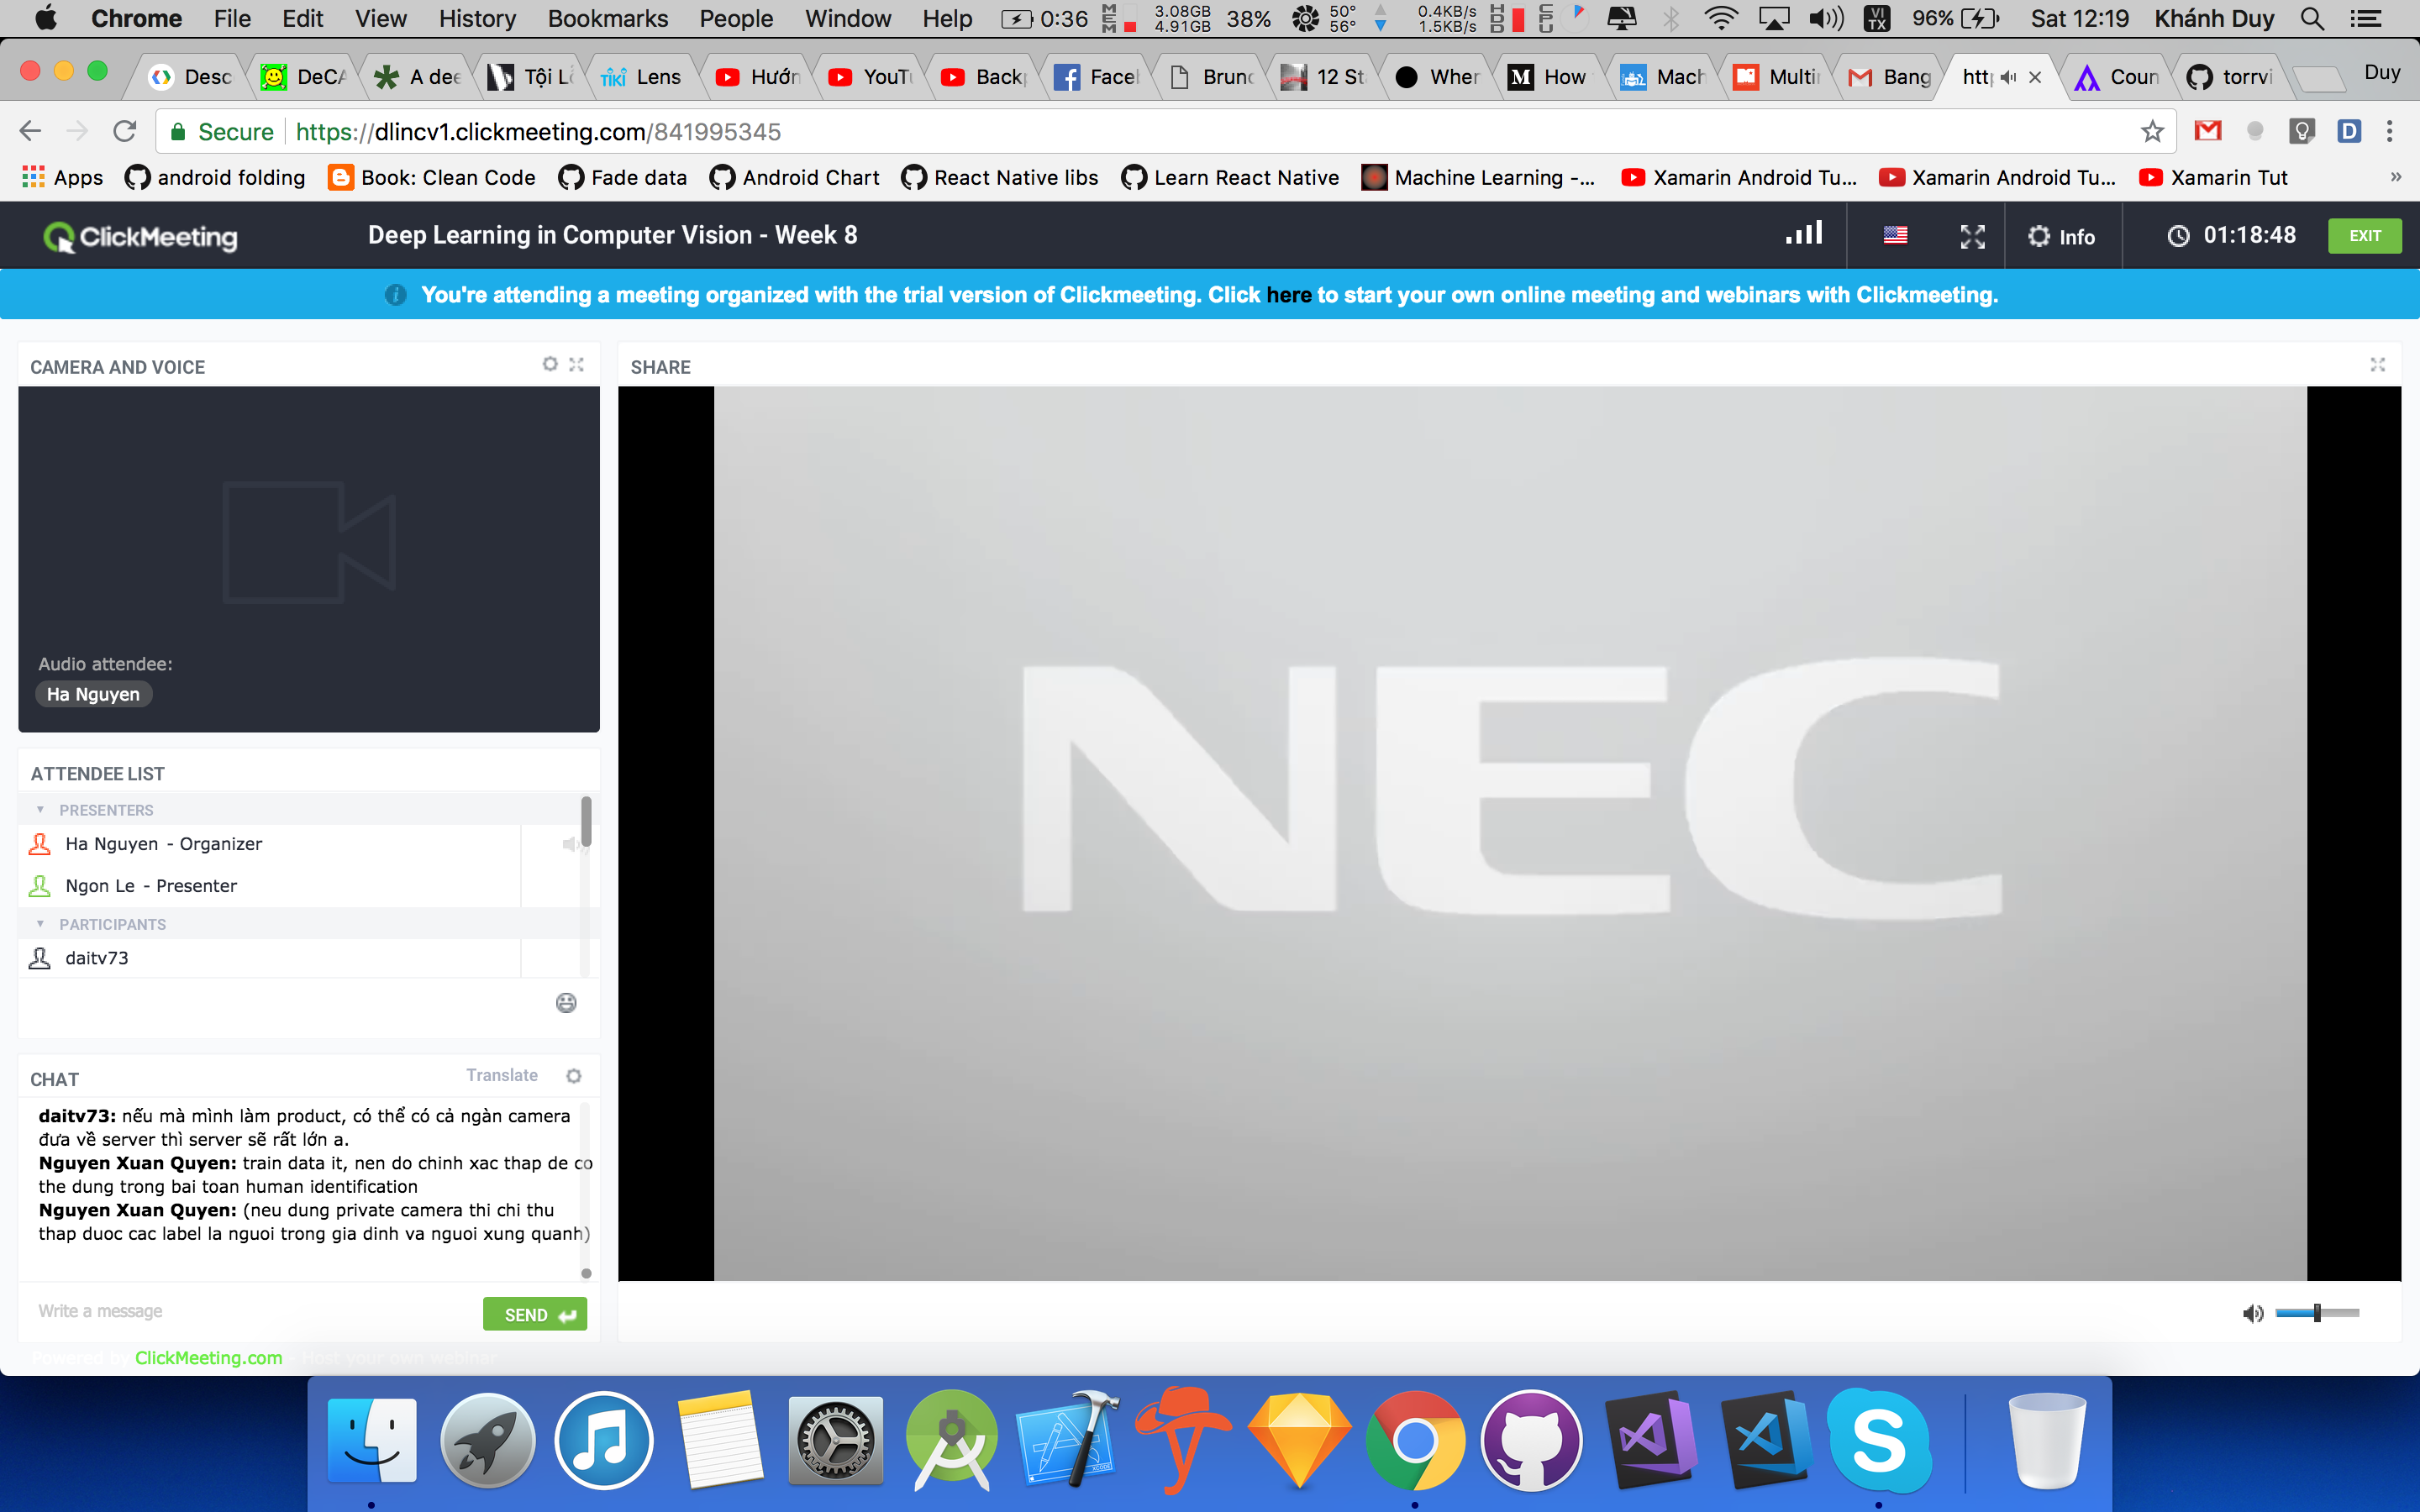 Chrome File Edit View History Bookmarks People Window Help 0:36 MEM 3.08GB 4.91GB 38% 50° 56° 0.4KB/s 1.5KB/s HDD CPU VI TX 96% Sat 12:19 Khánh Duy
Desc DeCA A dee Tội Lỗ TIKI Lens Hướn YouTu Back Faceb Brunc 12 St Wher M How Mach Multi Bang http Coun torrvi Duy
Secure https://dlincv1.clickmeeting.com/841995345 D
Apps android folding Book: Clean Code Fade data Android Chart React Native libs Learn React Native Machine Learning -... Xamarin Android Tu... Xamarin Android Tu... Xamarin Tut »
ClickMeeting Deep Learning in Computer Vision - Week 8 Info 01:18:48 EXIT
You're attending a meeting organized with the trial version of Clickmeeting. Click here to start your own online meeting and webinars with Clickmeeting.
CAMERA AND VOICE
Audio attendee:
Ha Nguyen
SHARE
NEC
ATTENDEE LIST
PRESENTERS
Ha Nguyen - Organizer
Ngon Le - Presenter
PARTICIPANTS
daitv73
CHAT Translate
daitv73: nếu mà mình làm product, có thể có cả ngàn camera
đưa về server thì server sẽ rất lớn a.
Nguyen Xuan Quyen: train data it, nen do chinh xac thap de co
the dung trong bai toan human identification
Nguyen Xuan Quyen: (neu dung private camera thi chi thu
thap duoc cac label la nguoi trong gia dinh va nguoi xung quanh)
Write a message SEND
Powered by ClickMeeting.com Host your own webinar